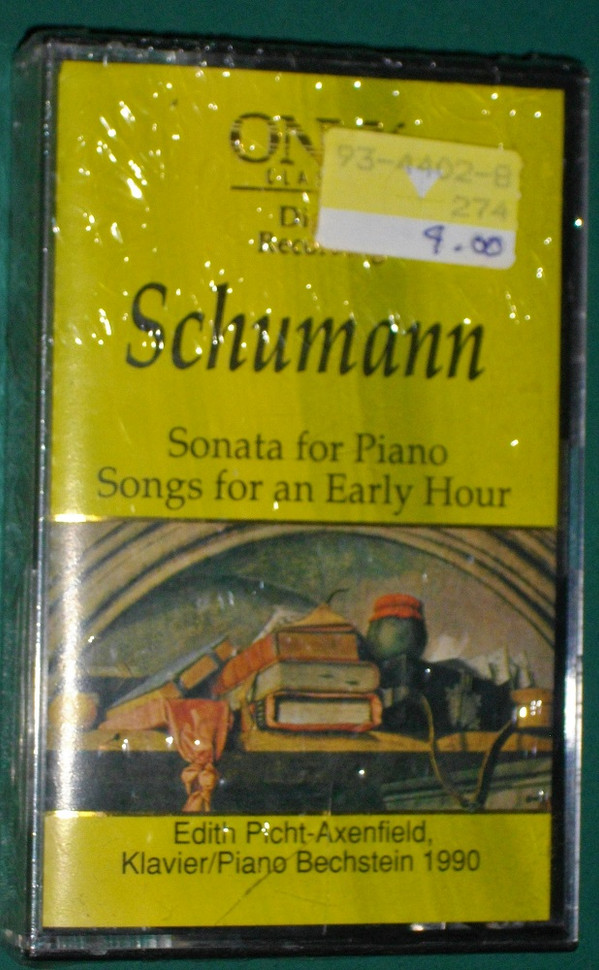 93-4402-8
274
9.00
Schumann
Sonata for Piano
Songs for an Early Hour
Edith Picht-Axenfield,
Klavier/Piano Bechstein 1990